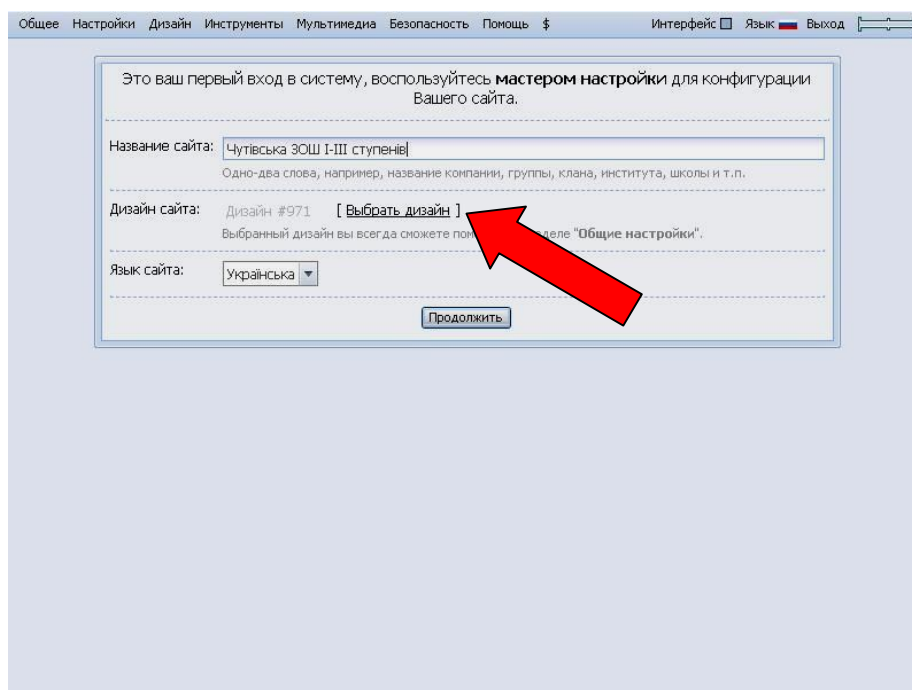 Общее Настройки Дизайн Инструменты Мультимедиа Безопасность Помощь $ Интерфейс Язык Выход
Это ваш первый вход в систему, воспользуйтесь мастером настройки для конфигурации
Вашего сайта.
Название сайта: Чутівська ЗОШ І-ІІІ ступенів
Одно-два слова, например, название компании, группы, клана, института, школы и т.п.
Дизайн сайта: Дизайн #971 [ Выбрать дизайн ]
Выбранный дизайн вы всегда сможете "Общие настройки".
Язык сайта: Українська
Продолжить